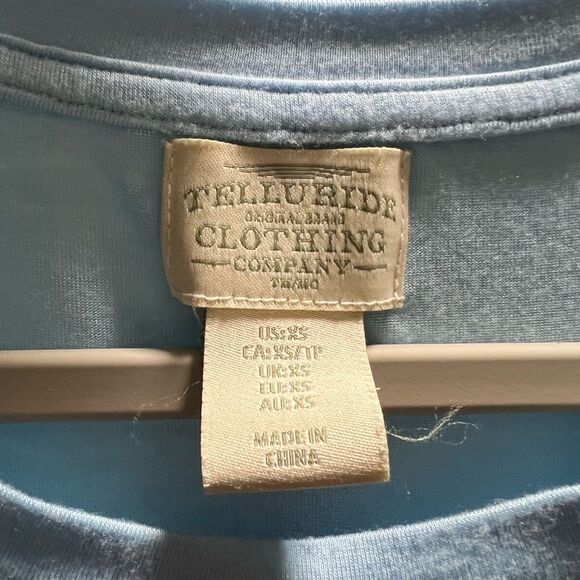 TELLURIDE
ORIGINAL BRAND
CLOTHING
COMPANY
US:XS
CA:XS/TP
UK:XS
EU:XS
AU:XS
MADE IN
CHINA